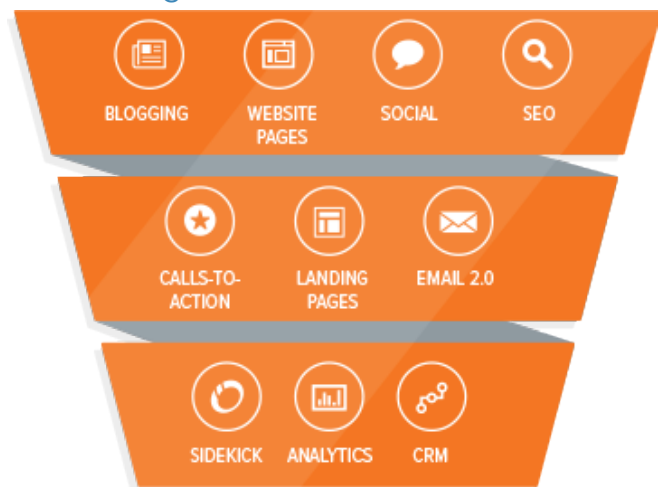 BLOGGING
WEBSITE
PAGES
SOCIAL
SEO
CALLS-TO-
ACTION
LANDING
PAGES
EMAIL 2.0
SIDEKICK
ANALYTICS
CRM